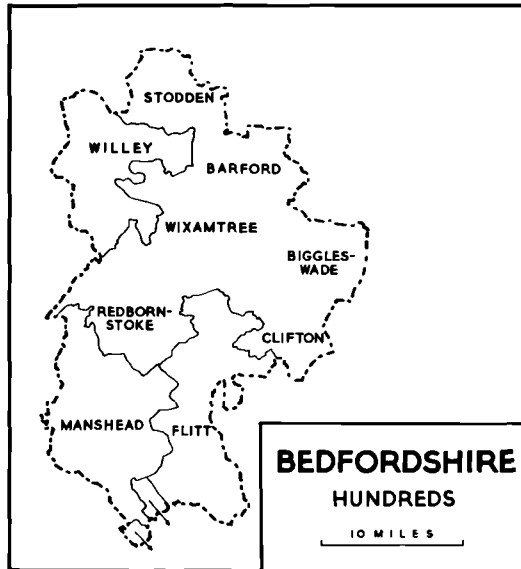 STODDEN
WILLEY
BARFORD
WIXAMTREE
BIGGLES-
WADE
REDBORN-
STOKE
CLIFTON
MANSHEAD
FLITT
BEDFORDSHIRE
HUNDREDS
10 MILES